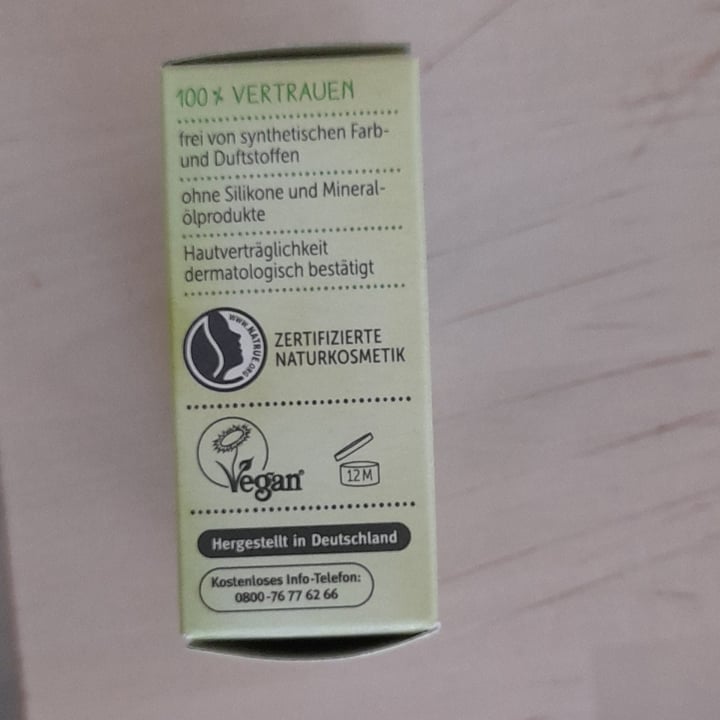 100% VERTRAUEN
frei von synthetischen Farb-
und Duftstoffen
ohne Silikone und Mineral-
ölprodukte
Hautverträglichkeit
dermatologisch bestätigt
WWW.NATRUE.ORG
ZERTIFIZIERTE
NATURKOSMETIK
Vegan
12M
Hergestellt in Deutschland
Kostenloses Info-Telefon:
0800-76 77 62 66